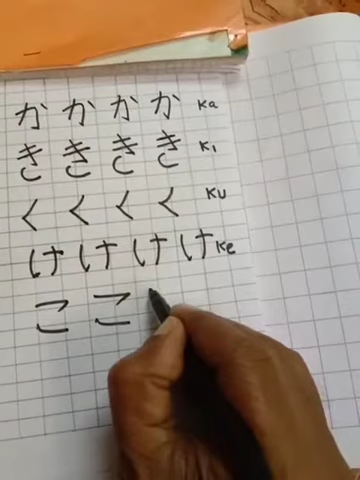 か か か か ka
き き き き ki
く く く く ku
け け け け ke
こ こ